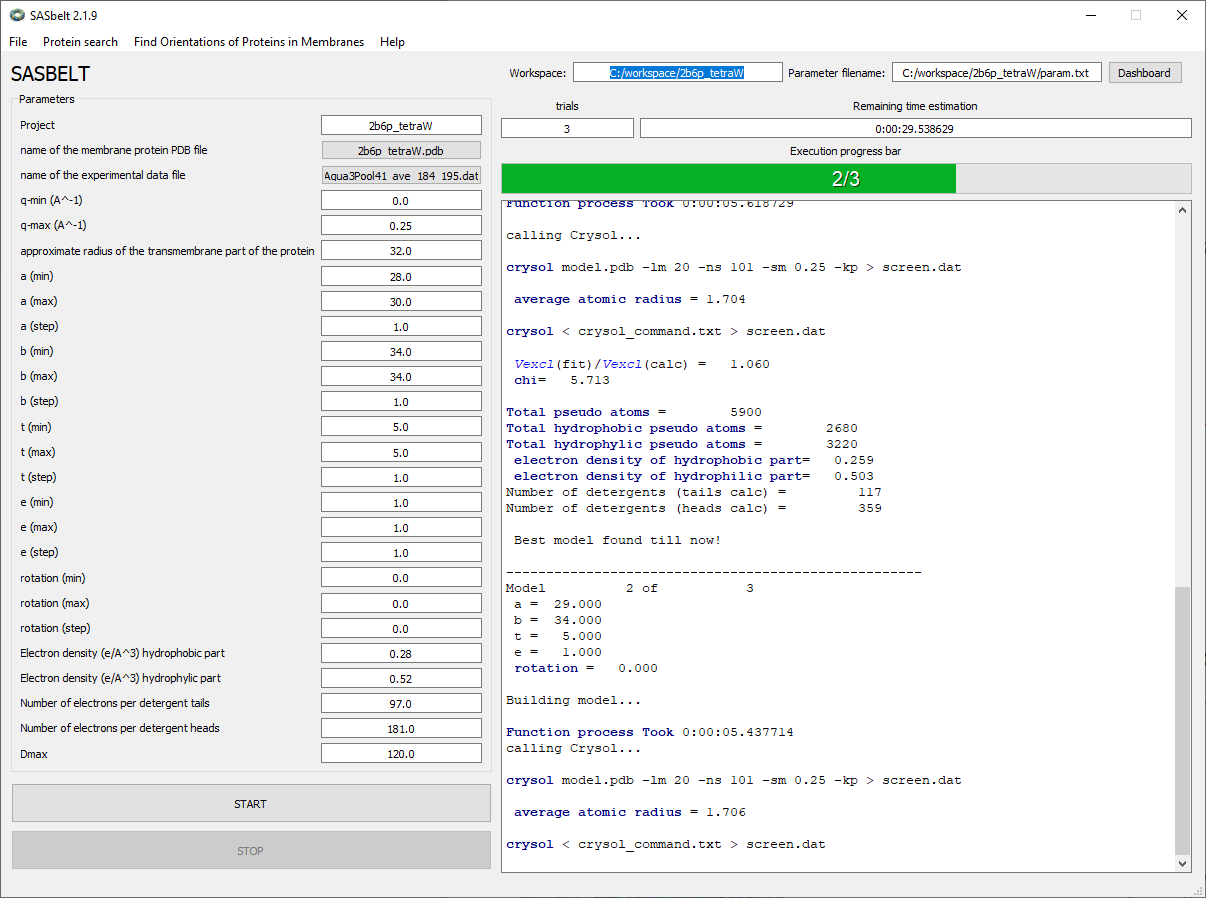 SASbelt 2.1.9
File Protein search Find Orientations of Proteins in Membranes Help
SASBELT
Workspace: C:/workspace/2b6p_tetraW Parameter filename: C:/workspace/2b6p_tetraW/param.txt Dashboard
Parameters
Project 2b6p_tetraW
name of the membrane protein PDB file 2b6p_tetraW.pdb
name of the experimental data file Aqua3Pool41_ave_184_195.dat
q-min (A^-1) 0.0
q-max (A^-1) 0.25
approximate radius of the transmembrane part of the protein 32.0
a (min) 28.0
a (max) 30.0
a (step) 1.0
b (min) 34.0
b (max) 34.0
b (step) 1.0
t (min) 5.0
t (max) 5.0
t (step) 1.0
e (min) 1.0
e (max) 1.0
e (step) 1.0
rotation (min) 0.0
rotation (max) 0.0
rotation (step) 0.0
Electron density (e/A^3) hydrophobic part 0.28
Electron density (e/A^3) hydrophylic part 0.52
Number of electrons per detergent tails 97.0
Number of electrons per detergent heads 181.0
Dmax 120.0
START
STOP
trials Remaining time estimation
3 0:00:29.538629
Execution progress bar
2/3
Function process Took 0:00:05.618729
calling Crysol...
crysol model.pdb -lm 20 -ns 101 -sm 0.25 -kp > screen.dat
average atomic radius = 1.704
crysol < crysol_command.txt > screen.dat
Vexcl(fit)/Vexcl(calc) = 1.060
chi= 5.713
Total pseudo atoms = 5900
Total hydrophobic pseudo atoms = 2680
Total hydrophylic pseudo atoms = 3220
electron density of hydrophobic part= 0.259
electron density of hydrophilic part= 0.503
Number of detergents (tails calc) = 117
Number of detergents (heads calc) = 359
Best model found till now!
----------------------------------------------------
Model 2 of 3
a = 29.000
b = 34.000
t = 5.000
e = 1.000
rotation = 0.000
Building model...
Function process Took 0:00:05.437714
calling Crysol...
crysol model.pdb -lm 20 -ns 101 -sm 0.25 -kp > screen.dat
average atomic radius = 1.706
crysol < crysol_command.txt > screen.dat